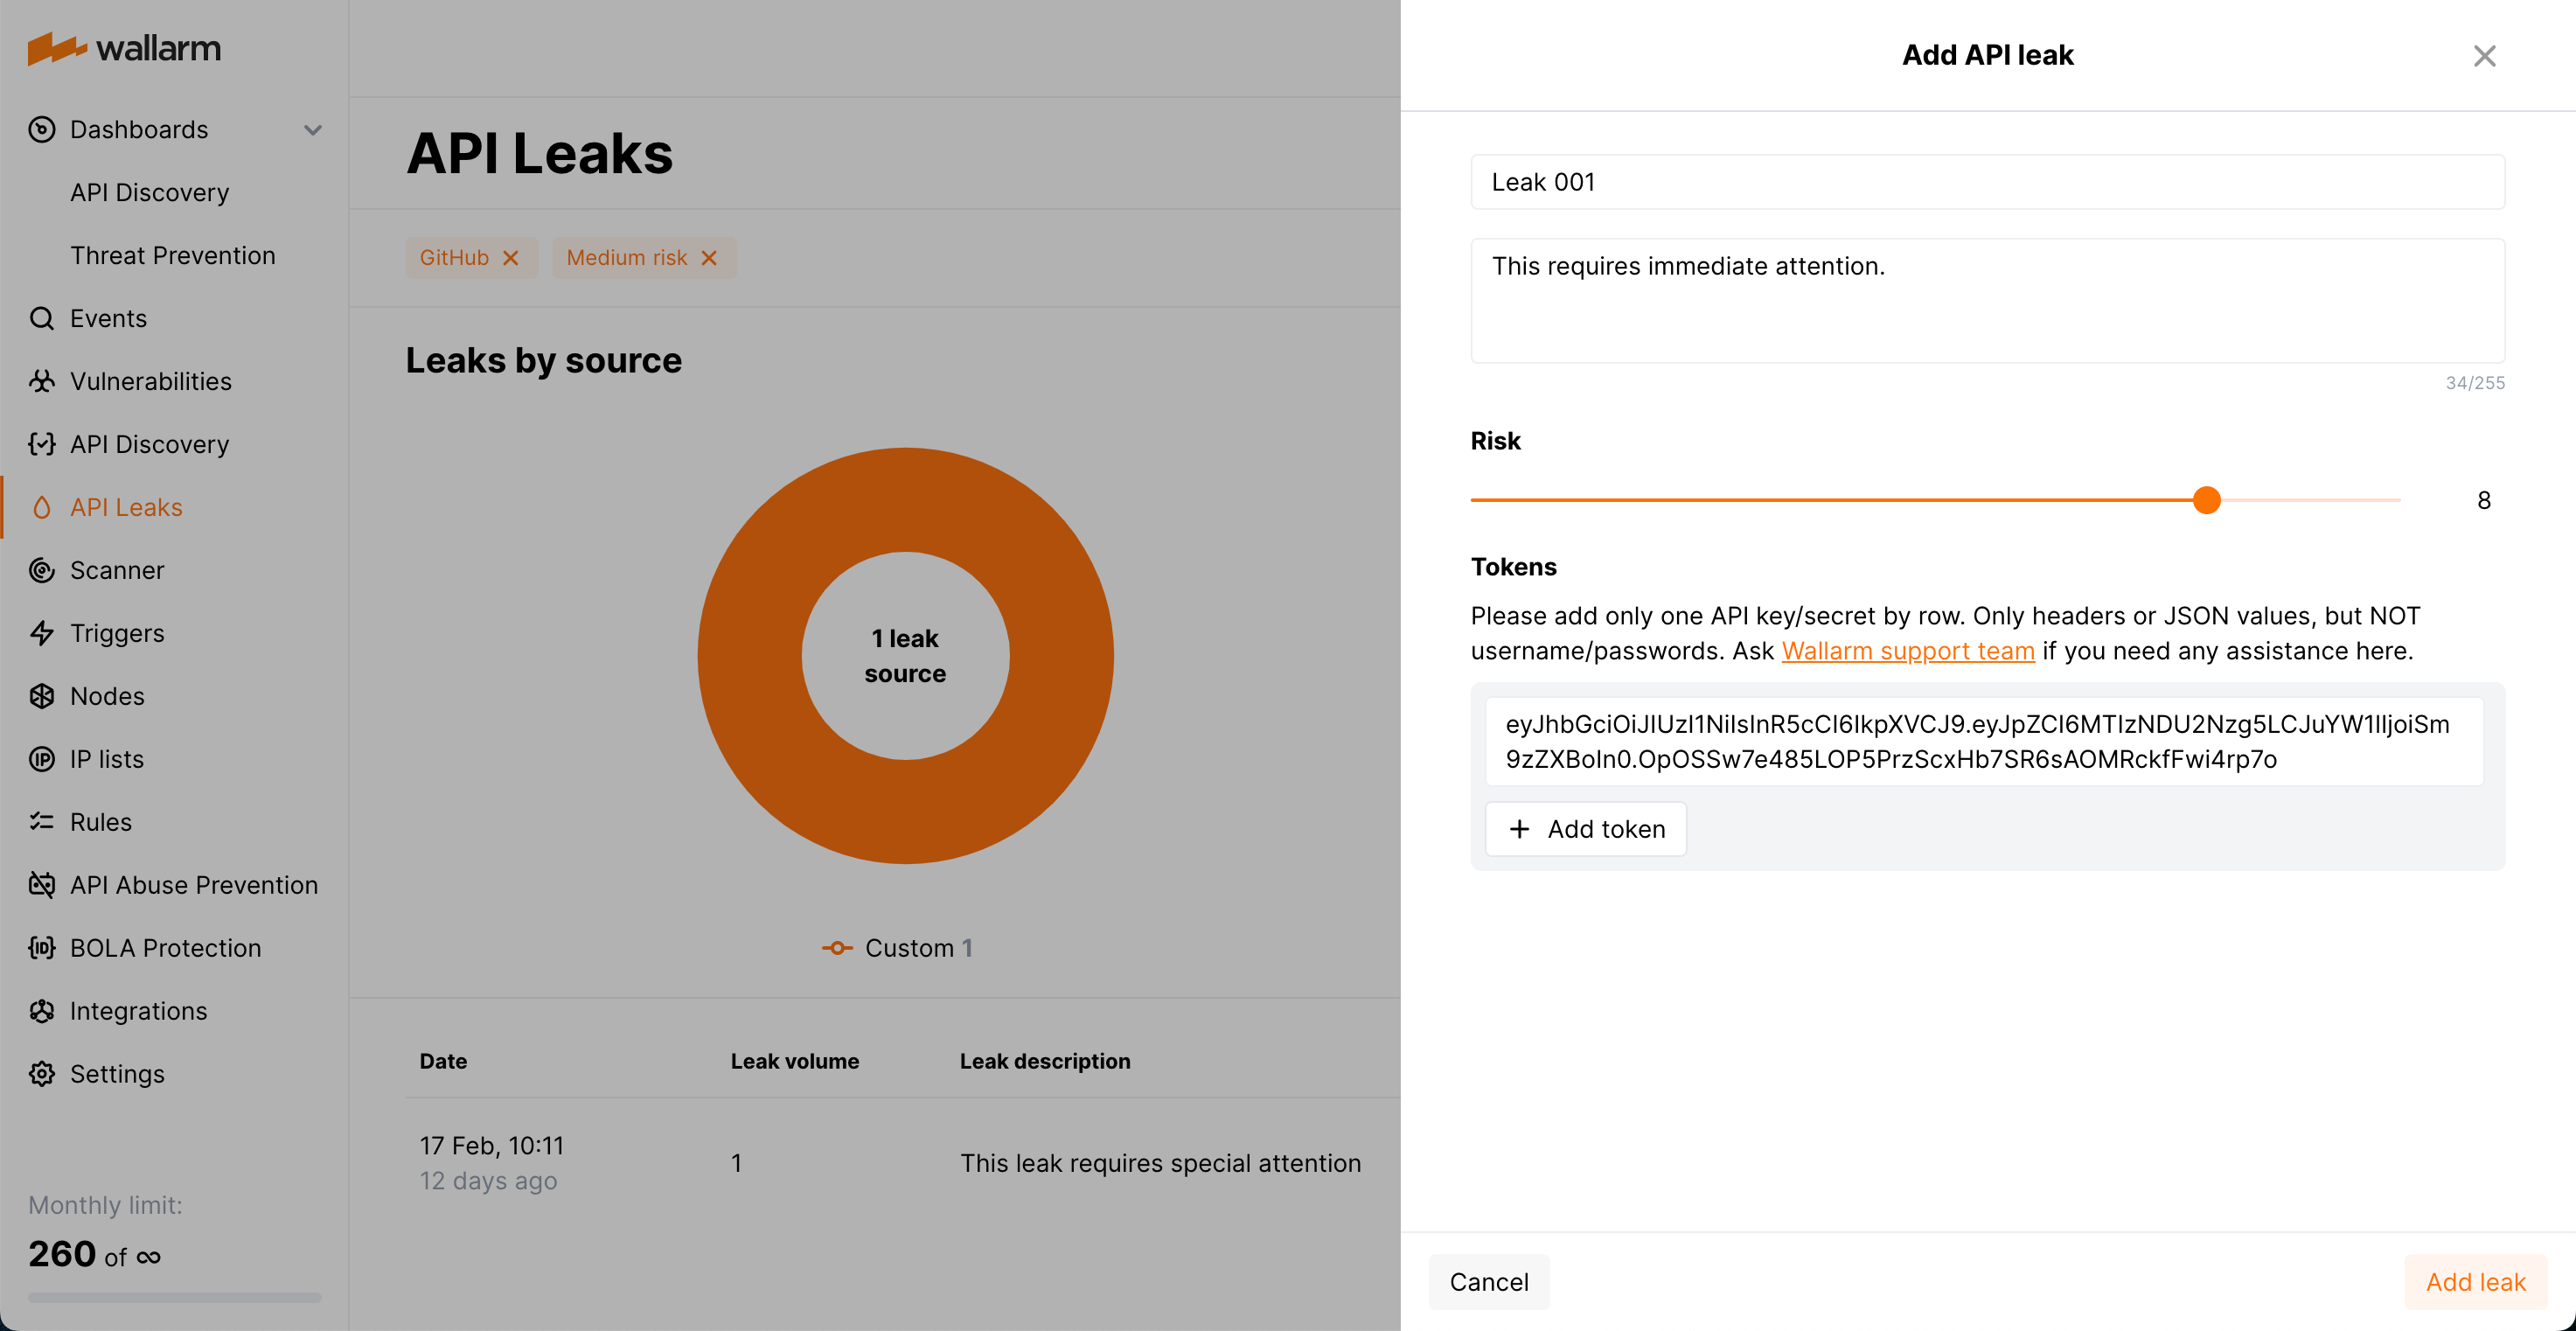 wallarm
Dashboards
API Discovery
Threat Prevention
Events
Vulnerabilities
API Discovery
API Leaks
Scanner
Triggers
Nodes
IP lists
Rules
API Abuse Prevention
BOLA Protection
Integrations
Settings
Monthly limit:
260 of ∞
API Leaks
GitHub
Medium risk
Leaks by source
1 leak
source
Custom 1
Date Leak volume Leak description
17 Feb, 10:11 1 This leak requires special attention
12 days ago
Add API leak
Leak 001
This requires immediate attention.
34/255
Risk
8
Tokens
Please add only one API key/secret by row. Only headers or JSON values, but NOT
username/passwords. Ask Wallarm support team if you need any assistance here.
eyJhbGciOiJIUzI1NiIsInR5cCI6IkpXVCJ9.eyJpZCI6MTIzNDU2Nzg5LCJuYW1lIjoiSm
9zZXBoIn0.OpOSSw7e485LOP5PrzScxHb7SR6sAOMRckfFwi4rp7o
Add token
Cancel
Add leak